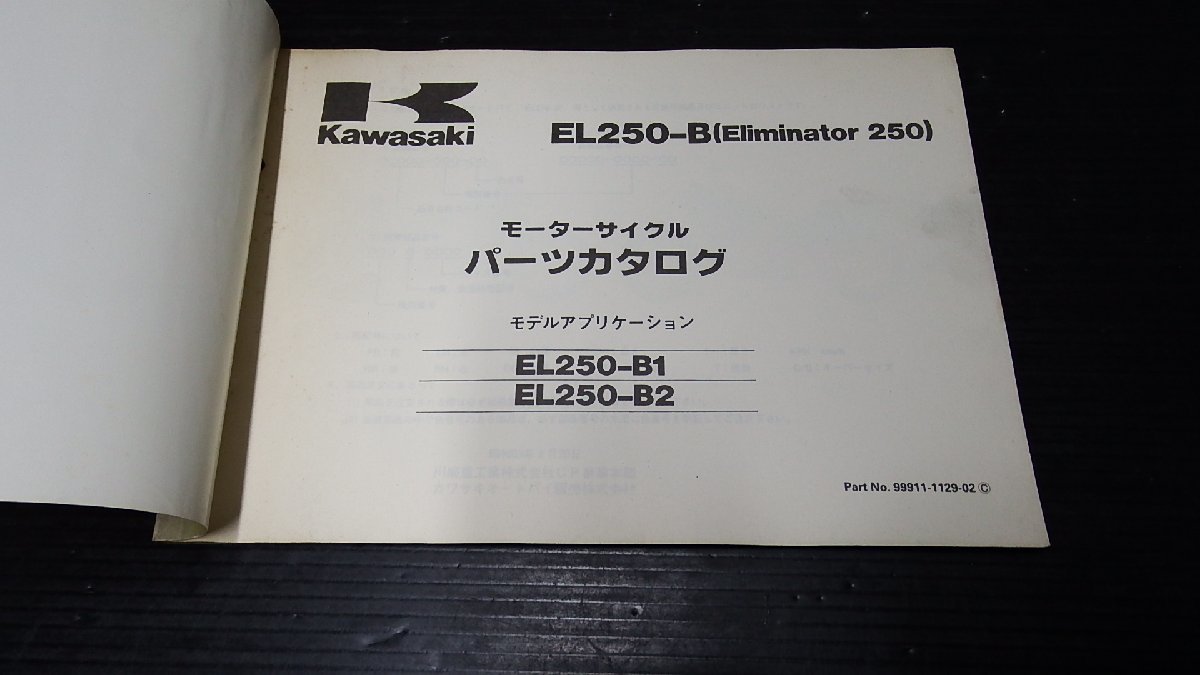 Kawasaki
EL250-B(Eliminator 250)
モーターサイクル
パーツカタログ
モデルアプリケーション
EL250-B1
EL250-B2
Part No. 99911-1129-02 Ⓒ